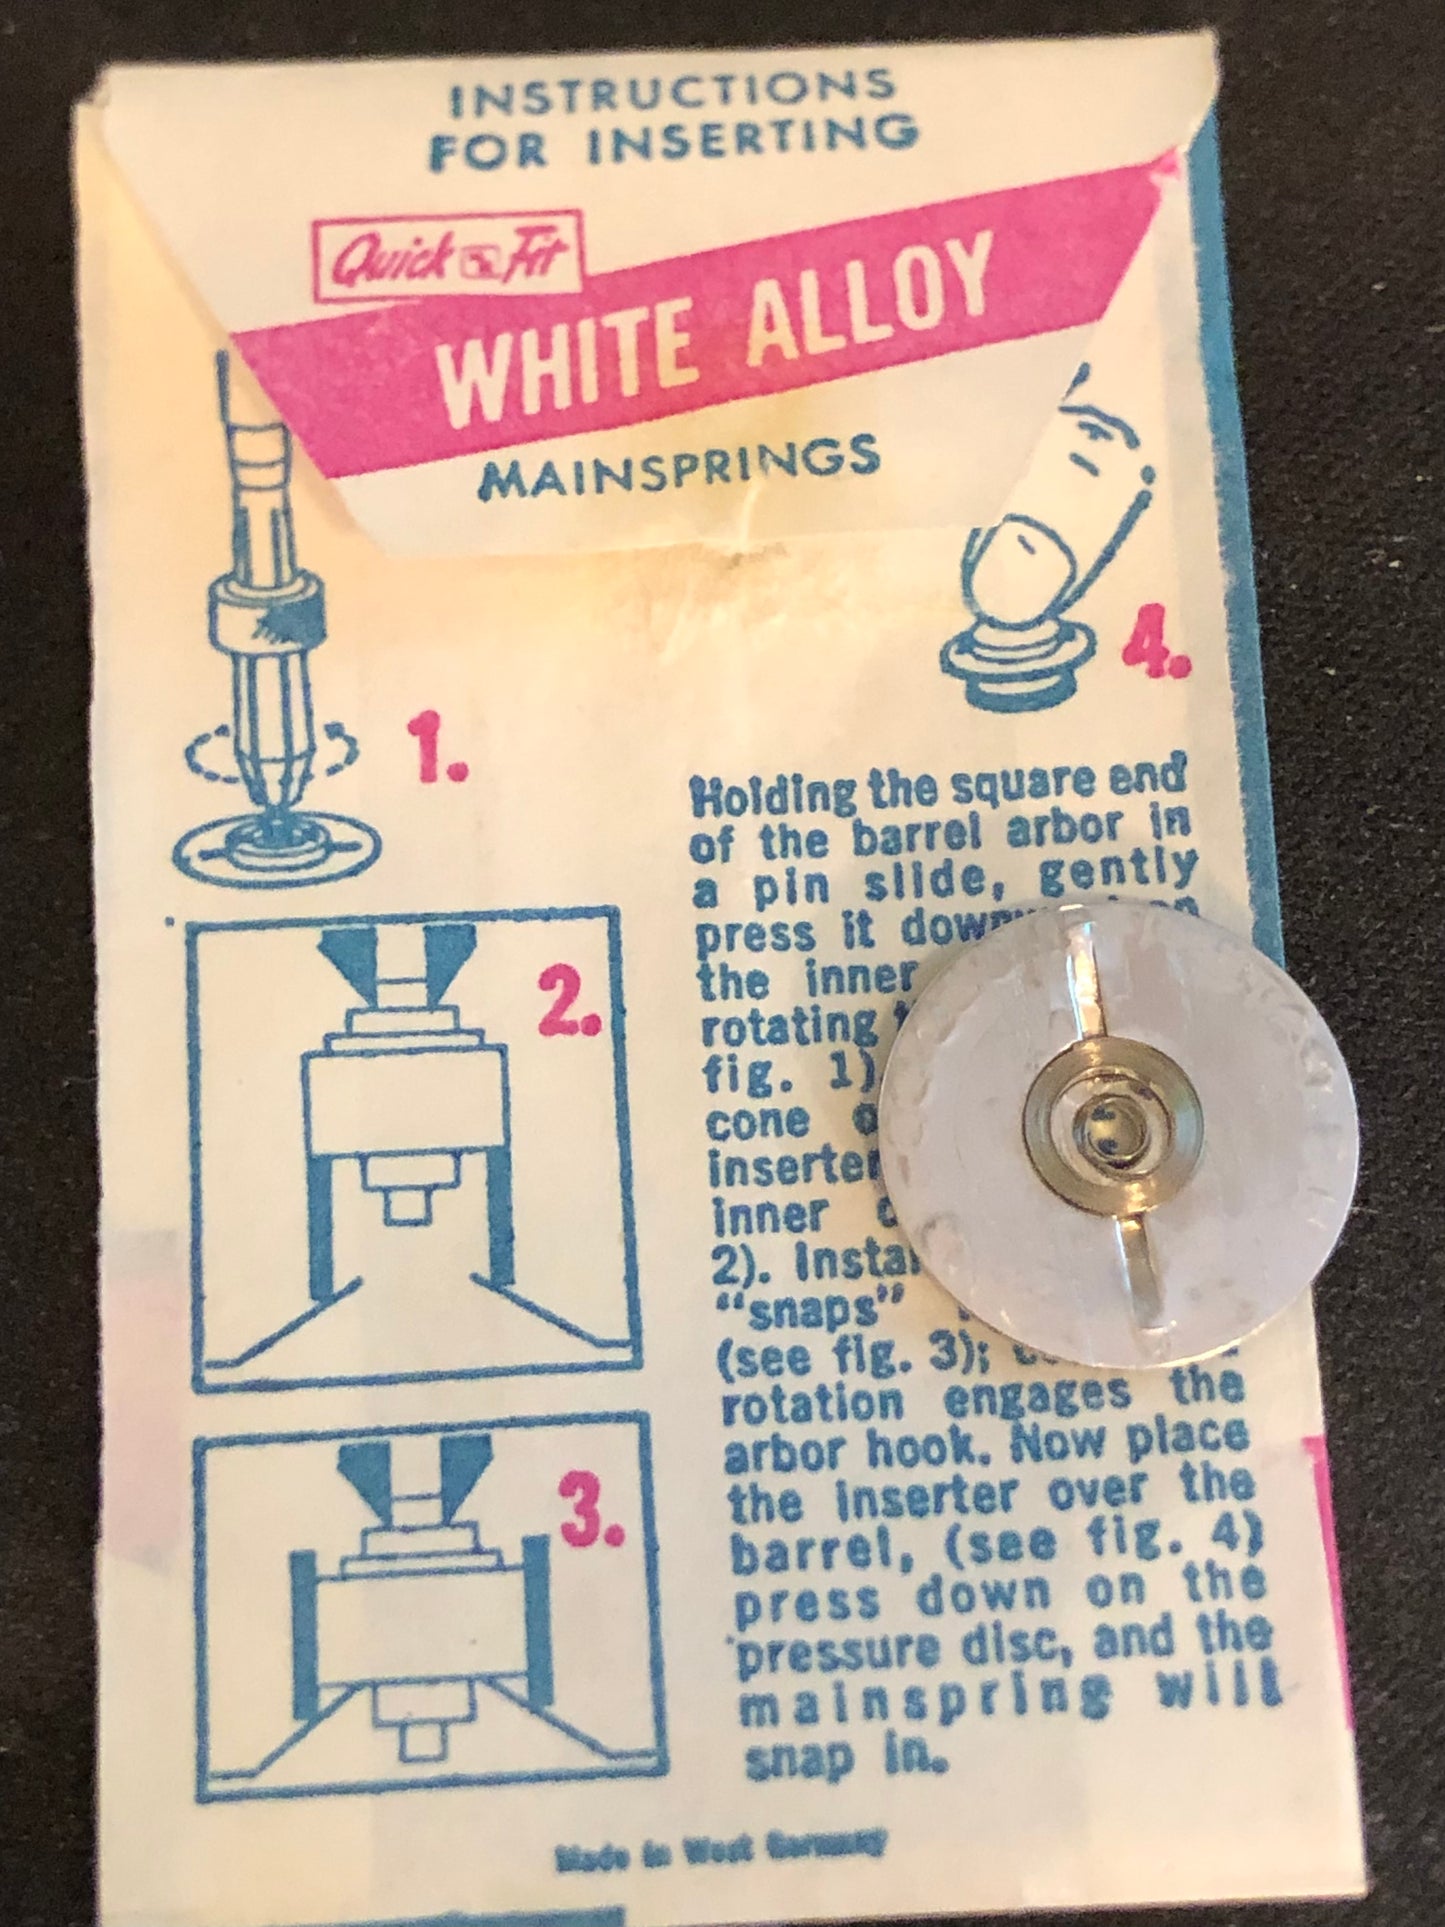 INSTRUCTIONS
FOR INSERTING
Quick Fit
WHITE ALLOY
MAINSPRINGS
1.
4.
2.
3.
Holding the square end
of the barrel arbor in
a pin slide, gently
press it
the inner
rotating
fig. 1)
cone
inserter
inner
2).
"snaps"
(see fig. 3);
rotation engages the
arbor hook. Now place
the inserter over the
barrel, (see fig. 4)
press down on the
pressure disc, and the
mainspring will
snap in.
Made in West Germany